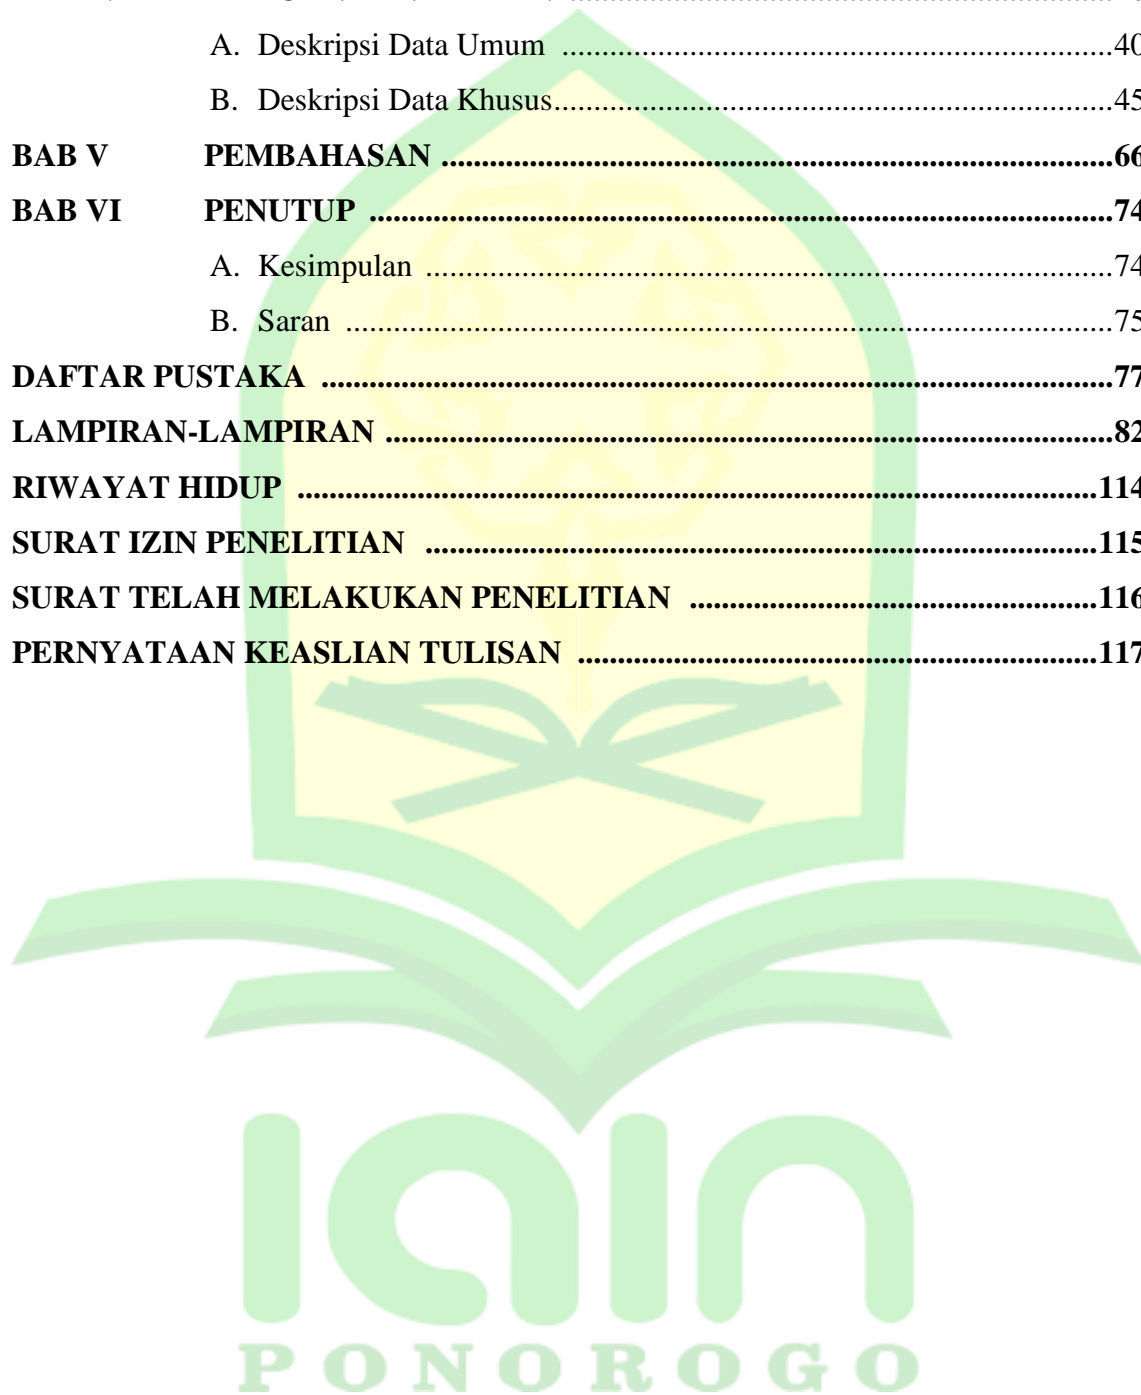 A. Deskripsi Data Umum ....................................................................40
B. Deskripsi Data Khusus.....................................................................45
BAB V PEMBAHASAN ...................................................................................66
BAB VI PENUTUP ............................................................................................74
A. Kesimpulan .....................................................................................74
B. Saran ...............................................................................................75
DAFTAR PUSTAKA ..................................................................................................77
LAMPIRAN-LAMPIRAN ..........................................................................................82
RIWAYAT HIDUP ...................................................................................................114
SURAT IZIN PENELITIAN ...................................................................................115
SURAT TELAH MELAKUKAN PENELITIAN ..................................................116
PERNYATAAN KEASLIAN TULISAN ................................................................117
iain
PONOROGO